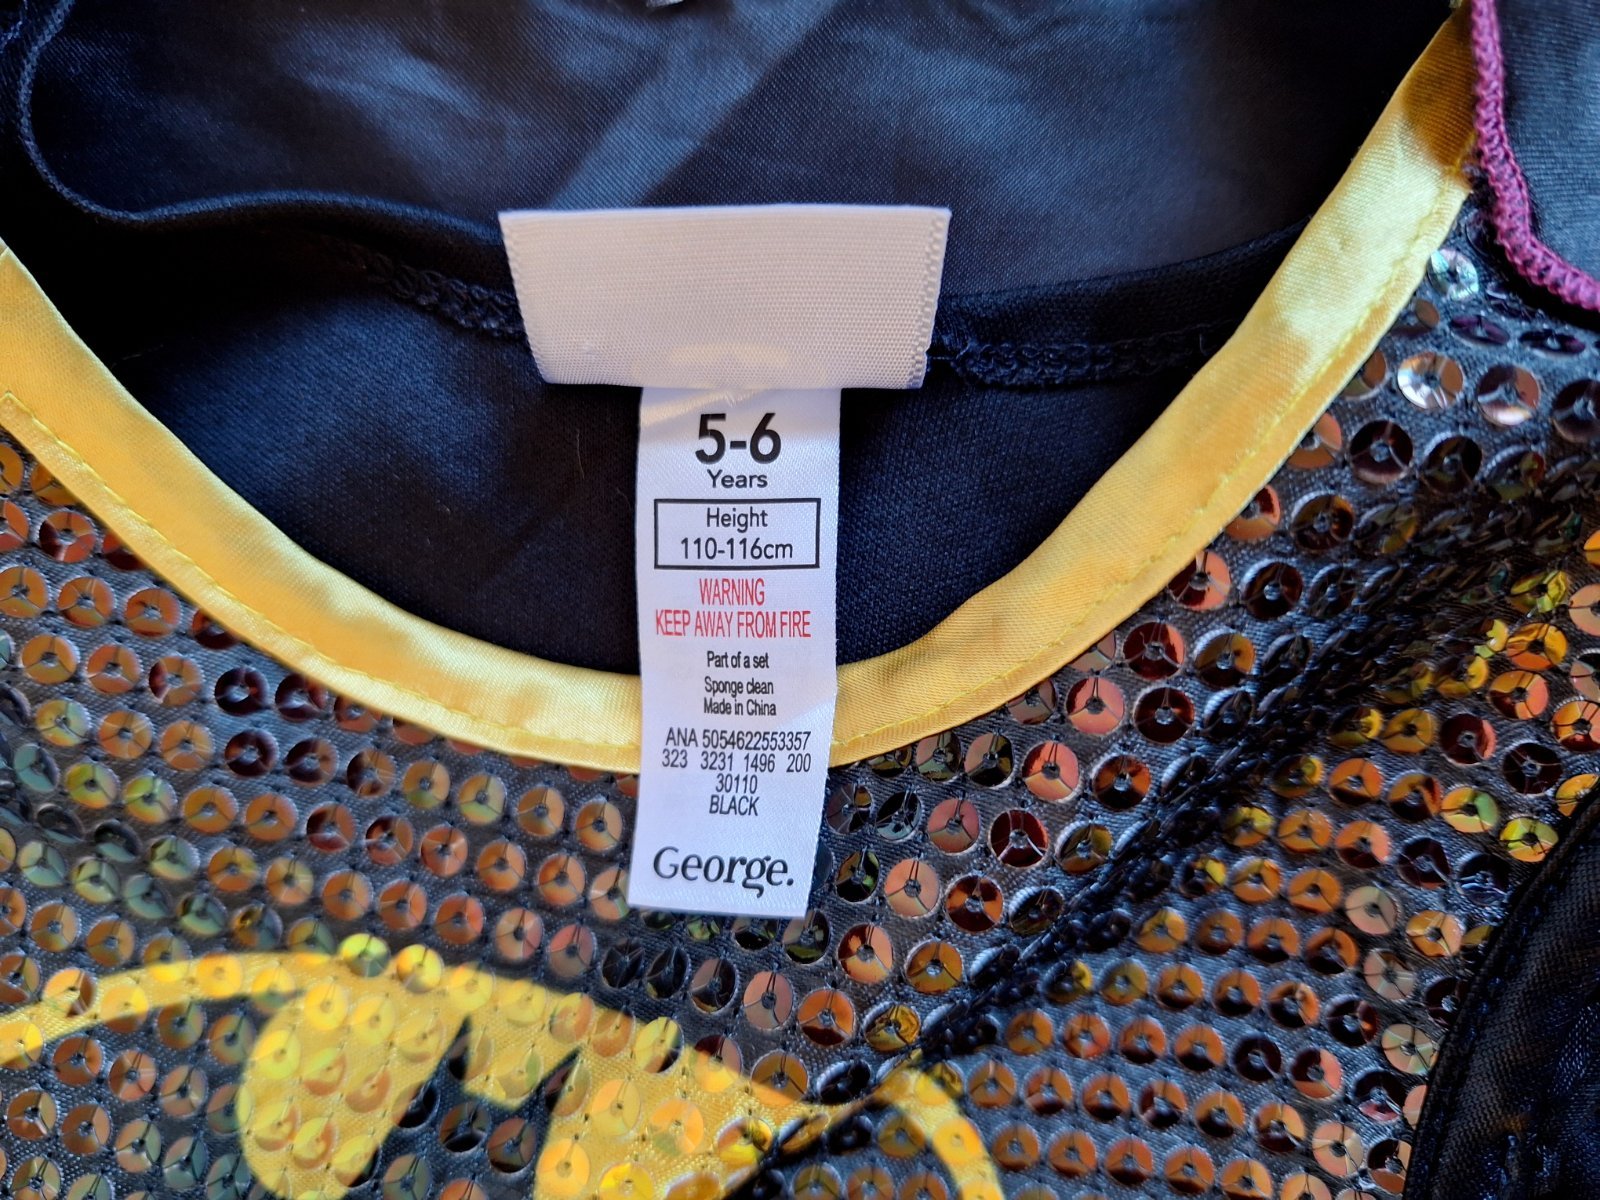 5-6
Years
Height
110-116cm
WARNING
KEEP AWAY FROM FIRE
Part of a set
Sponge clean
Made in China
ANA 5054622553357
323 3231 1496 200
30110
BLACK
George.